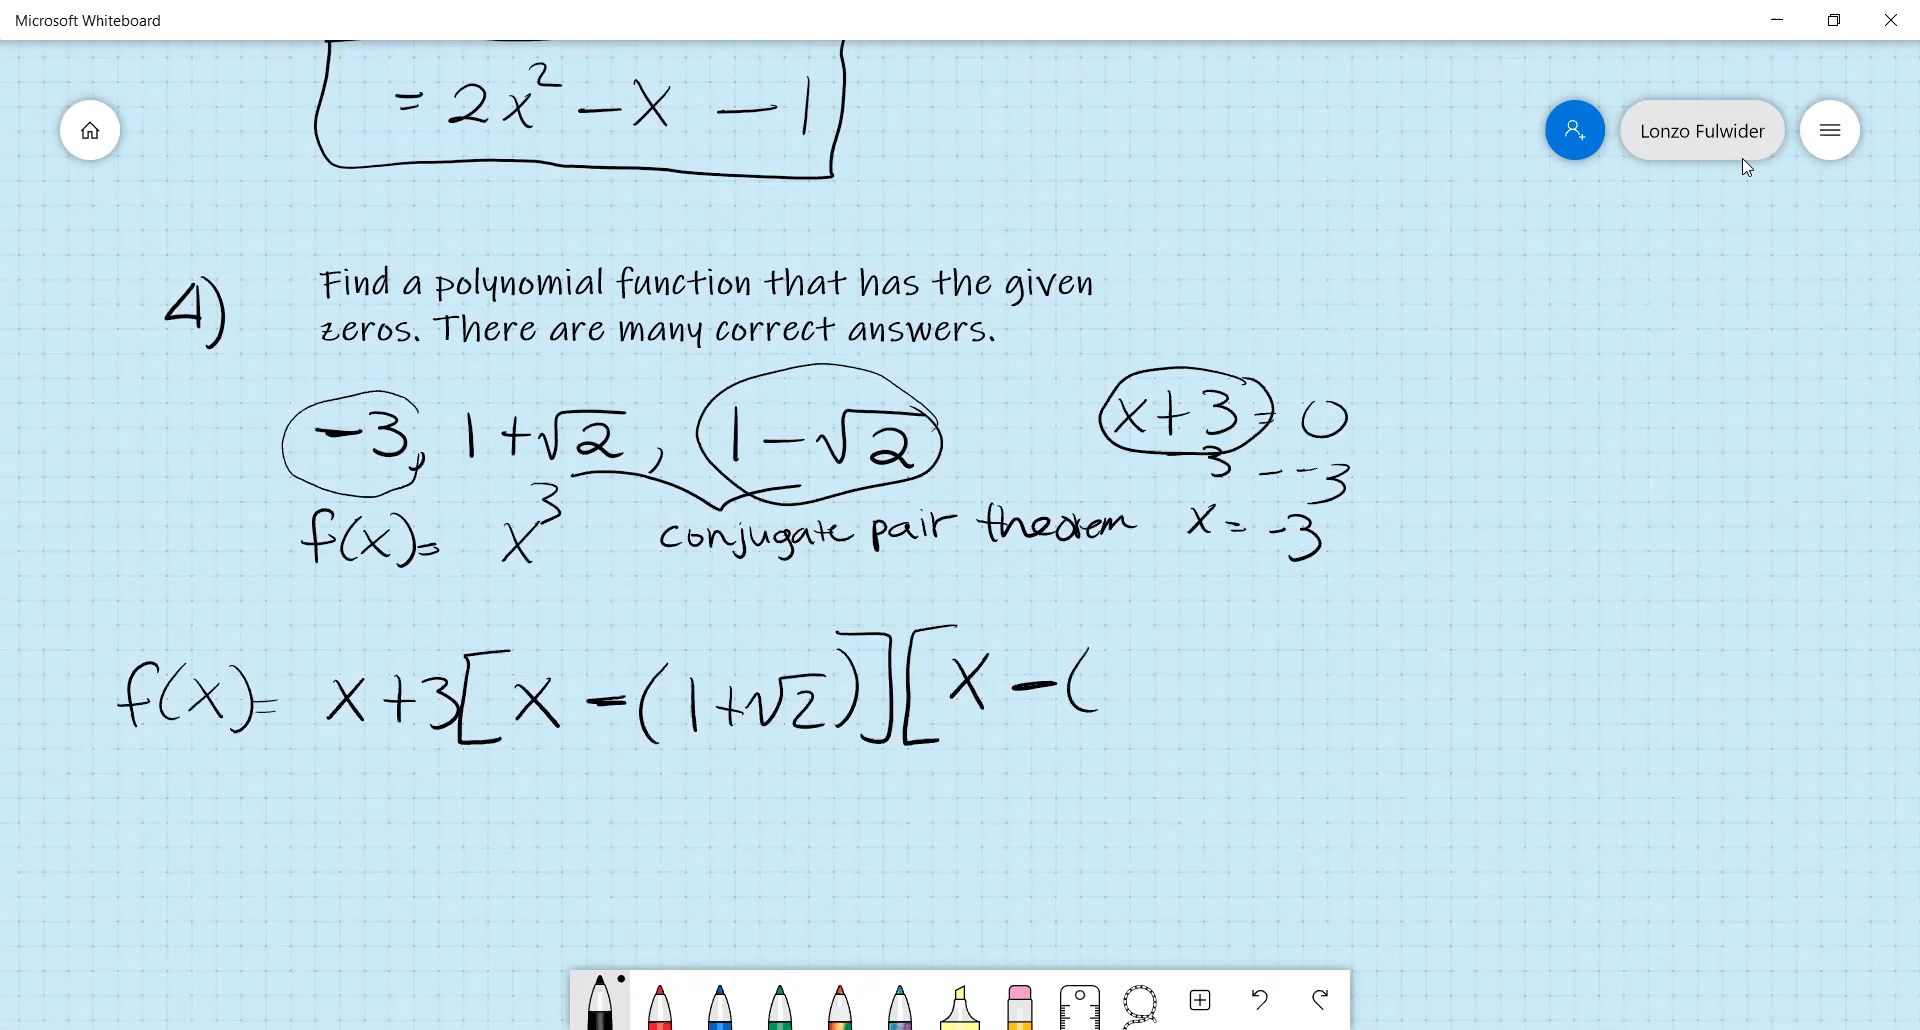 Microsoft Whiteboard
= 2x² - x - 1
Lonzo Fulwider
4) Find a polynomial function that has the given
zeros. There are many correct answers.
-3, 1+√2, 1-√2
x+3 = 0
-3 - -3
f(x)= x³
conjugate pair theorem
x = -3
f(x)= x+3[x-(1+√2)][x-(